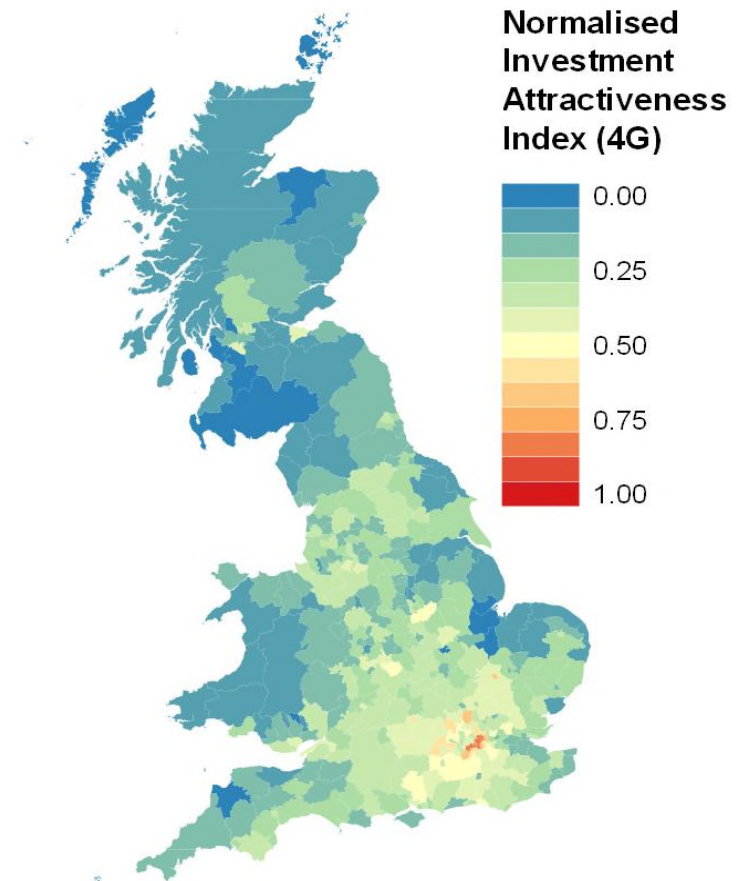 Normalised
Investment
Attractiveness
Index (4G)
0.00
0.25
0.50
0.75
1.00